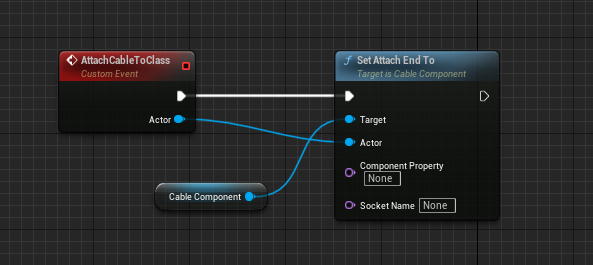 AttachCableToClass
Custom Event
Actor
Cable Component
f Set Attach End To
Target is Cable Component
Target
Actor
Component Property
None
Socket Name None